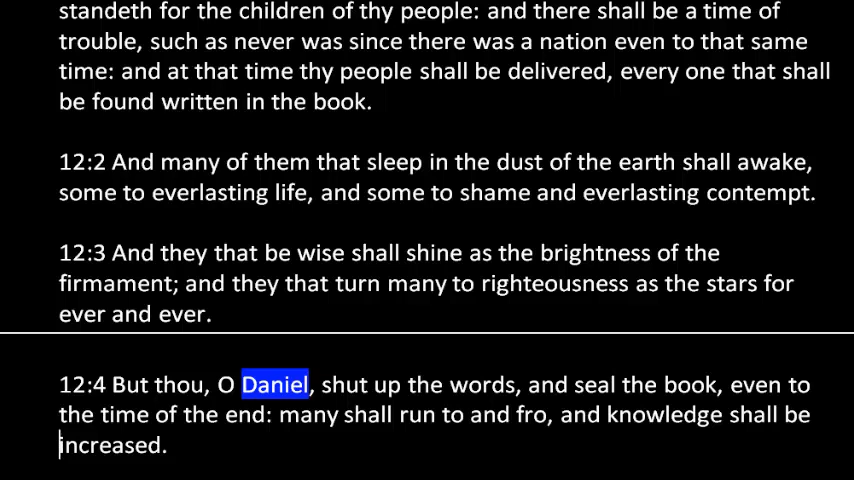 standeth for the children of thy people: and there shall be a time of
trouble, such as never was since there was a nation even to that same
time: and at that time thy people shall be delivered, every one that shall
be found written in the book.
12:2 And many of them that sleep in the dust of the earth shall awake,
some to everlasting life, and some to shame and everlasting contempt.
12:3 And they that be wise shall shine as the brightness of the
firmament; and they that turn many to righteousness as the stars for
ever and ever.
12:4 But thou, O Daniel, shut up the words, and seal the book, even to
the time of the end: many shall run to and fro, and knowledge shall be
increased.